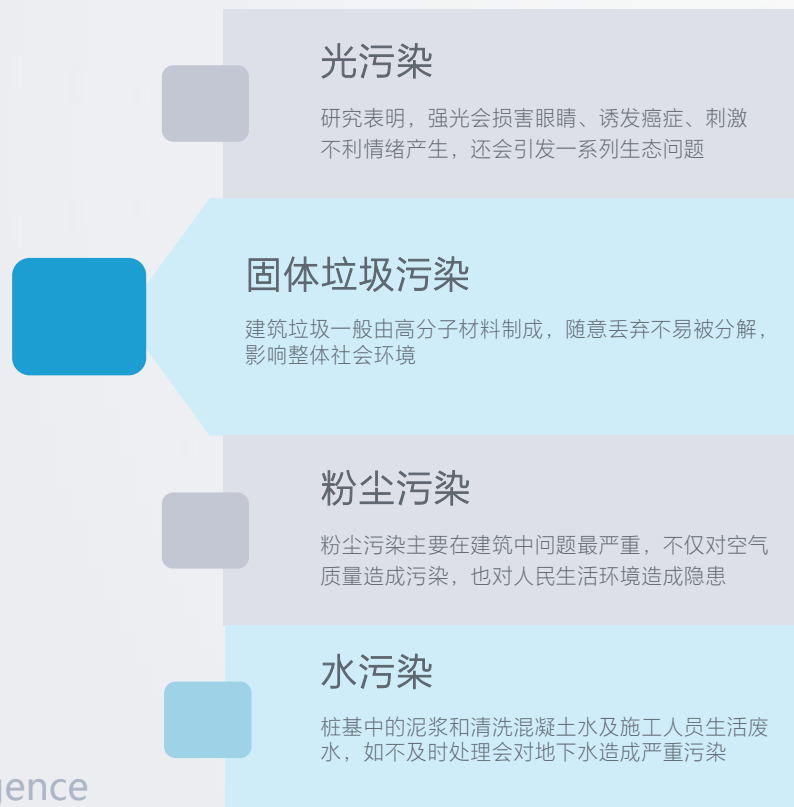 光污染
研究表明，强光会损害眼睛、诱发癌症、刺激
不利情绪产生，还会引发一系列生态问题
固体垃圾污染
建筑垃圾一般由高分子材料制成，随意丢弃不易被分解，
影响整体社会环境
粉尘污染
粉尘污染主要在建筑中问题最严重，不仅对空气
质量造成污染，也对人民生活环境造成隐患
水污染
桩基中的泥浆和清洗混凝土水及施工人员生活废
水，如不及时处理会对地下水造成严重污染
gence